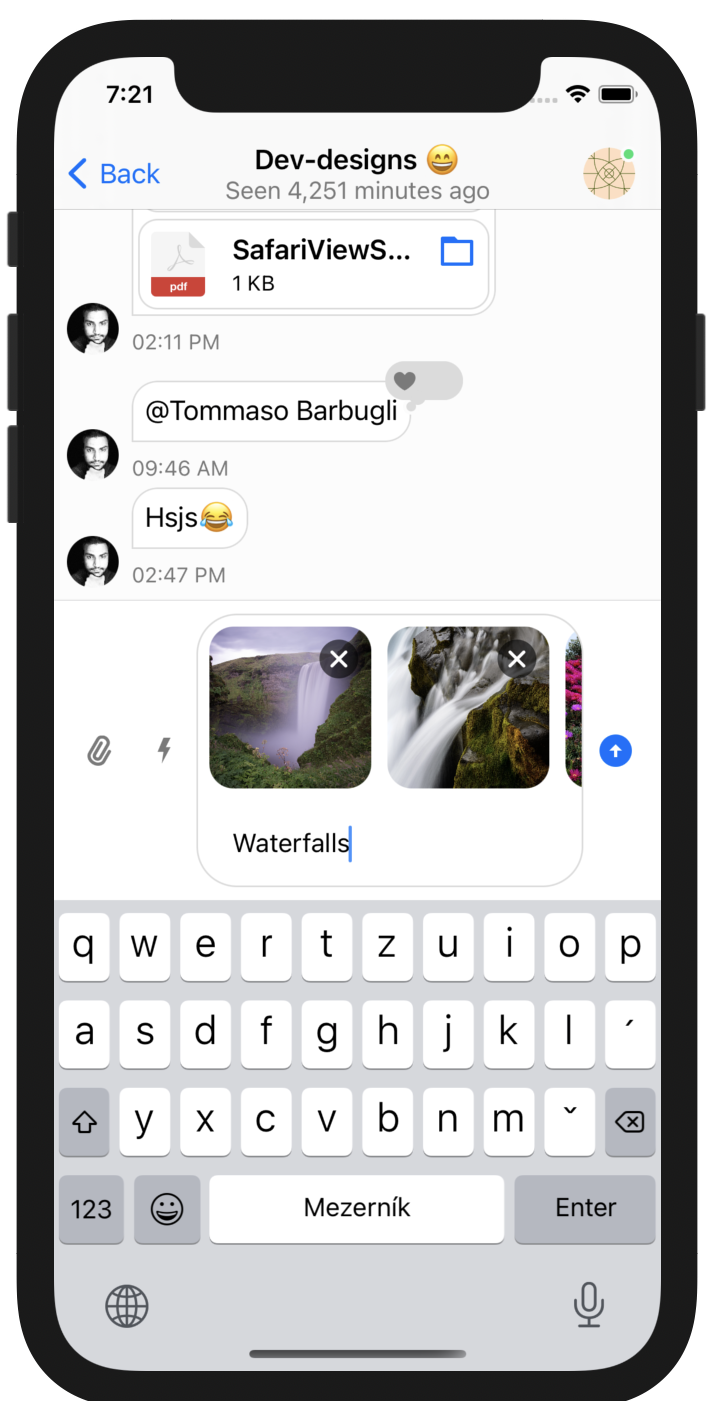 7:21
Back
Dev-designs 😄
Seen 4,251 minutes ago
SafariViewS...
pdf
1 KB
02:11 PM
@Tommaso Barbugli
09:46 AM
Hsjs😂
02:47 PM
Waterfalls
q w e r t z u i o p
a s d f g h j k l ´
y x c v b n m ˇ
123 Mezerník Enter